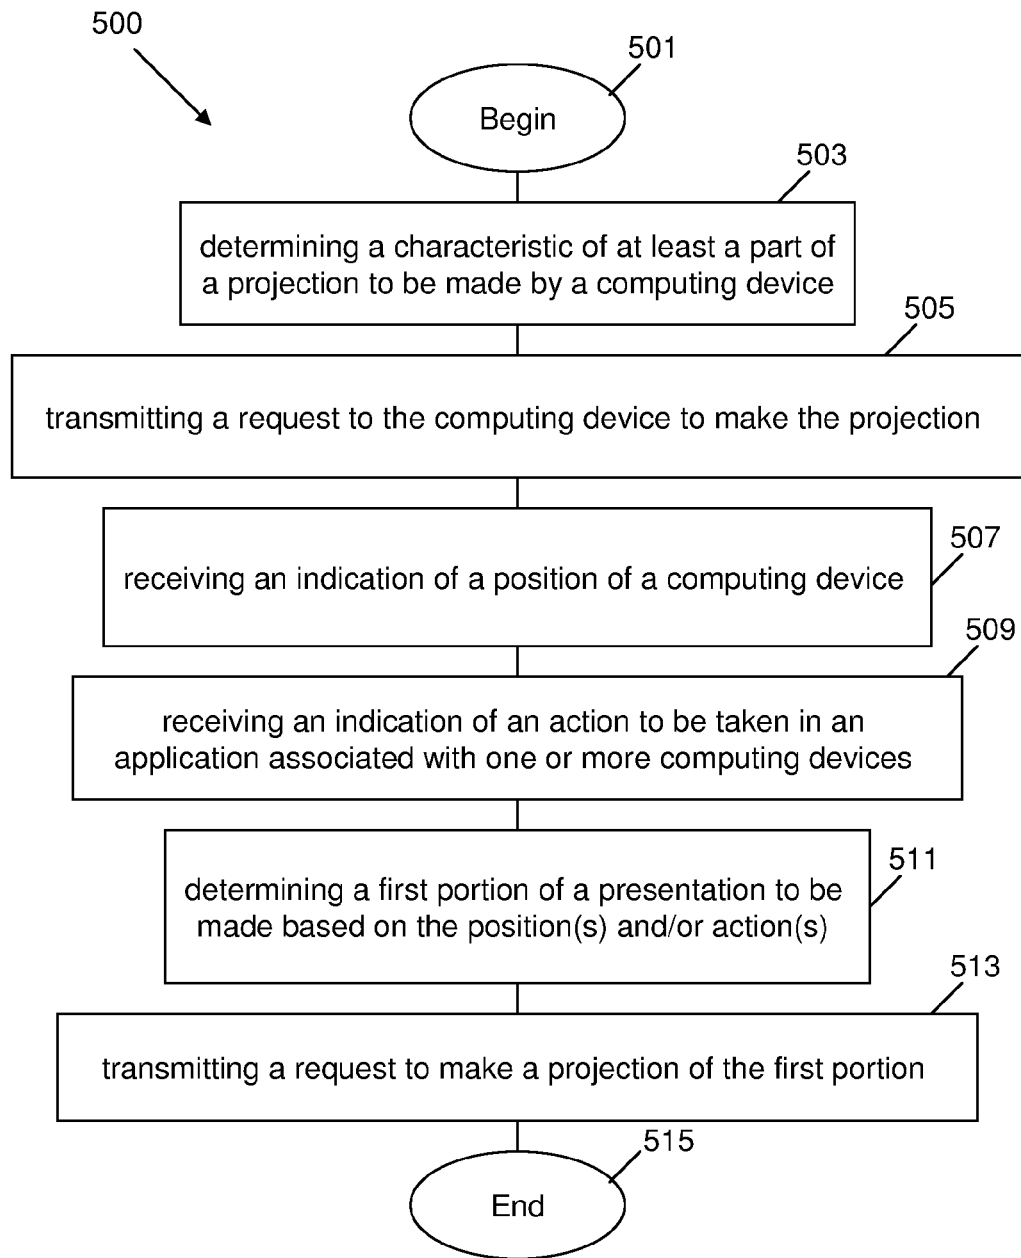 500
501
Begin
503
determining a characteristic of at least a part of
a projection to be made by a computing device
505
transmitting a request to the computing device to make the projection
507
receiving an indication of a position of a computing device
509
receiving an indication of an action to be taken in an
application associated with one or more computing devices
511
determining a first portion of a presentation to be
made based on the position(s) and/or action(s)
513
transmitting a request to make a projection of the first portion
515
End